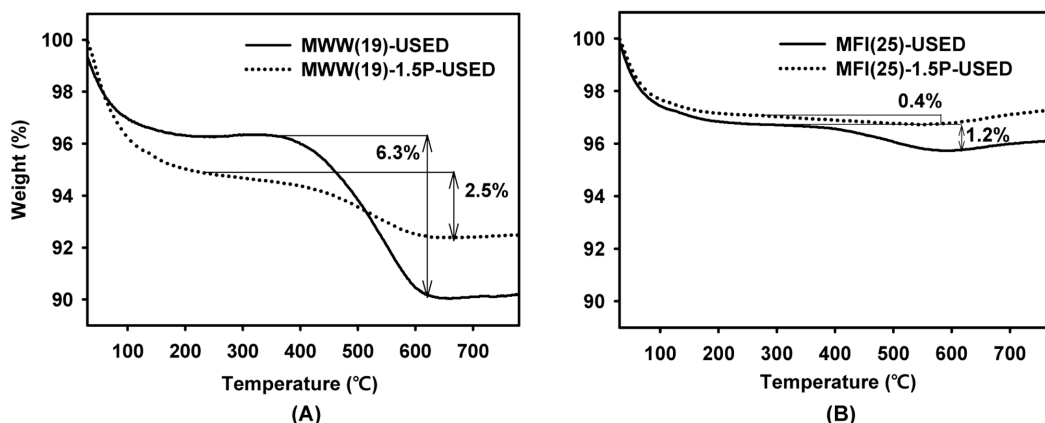 MWW(19)-USED
MWW(19)-1.5P-USED
6.3%
2.5%
Weight (%)
100
98
96
94
92
90
100 200 300 400 500 600 700
Temperature (℃)
(A)
MFI(25)-USED
MFI(25)-1.5P-USED
0.4%
1.2%
100
98
96
94
92
90
100 200 300 400 500 600 700
Temperature (℃)
(B)